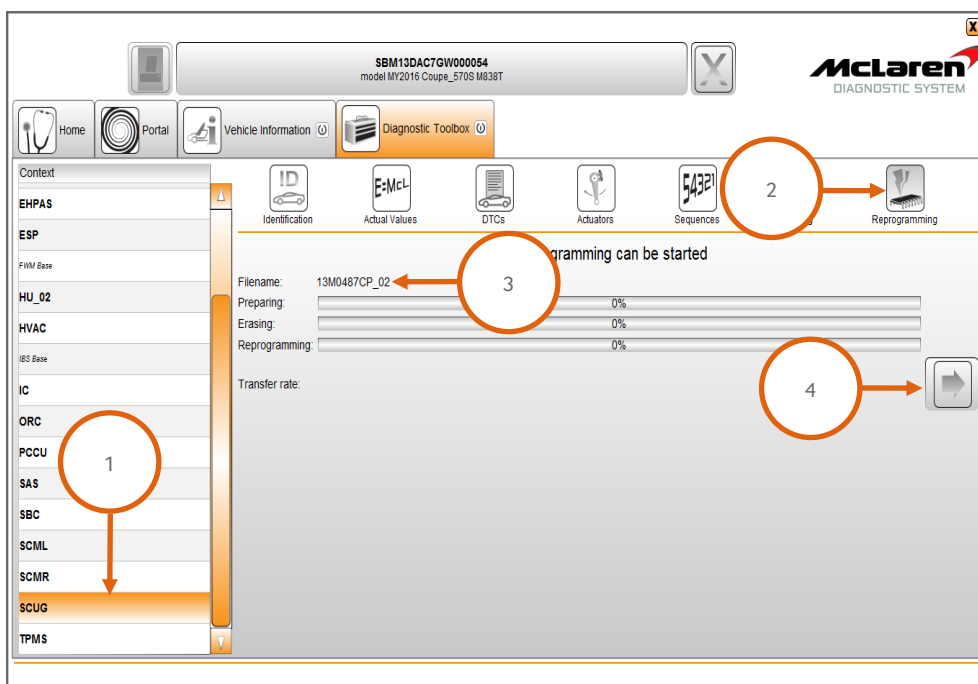 X
SBM13DAC7GW000054
model MY2016 Coupe_570S M838T
X
McLaren
DIAGNOSTIC SYSTEM
Home
Portal
Vehicle Information
Diagnostic Toolbox
Context
EHPAS
ESP
FWM Base
HU_02
HVAC
IBS Base
IC
ORC
PCCU
SAS
SBC
SCML
SCMR
SCUG
TPMS
ID
Identification
E=McL
Actual Values
DTCs
Actuators
54321
Sequences
2
g
Reprogramming
gramming can be started
Filename: 13M0487CP_02
3
Preparing: 0%
Erasing: 0%
Reprogramming: 0%
Transfer rate:
4
1